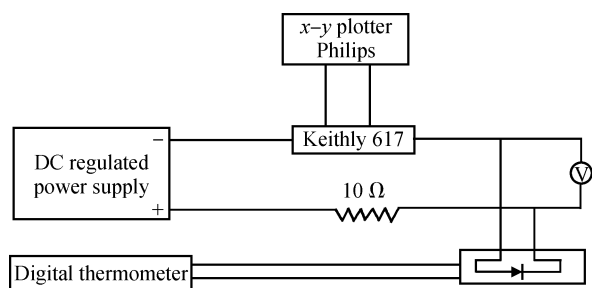 x–y plotter
Philips
Keithly 617
DC regulated
power supply
−
+
10 Ω
V
Digital thermometer